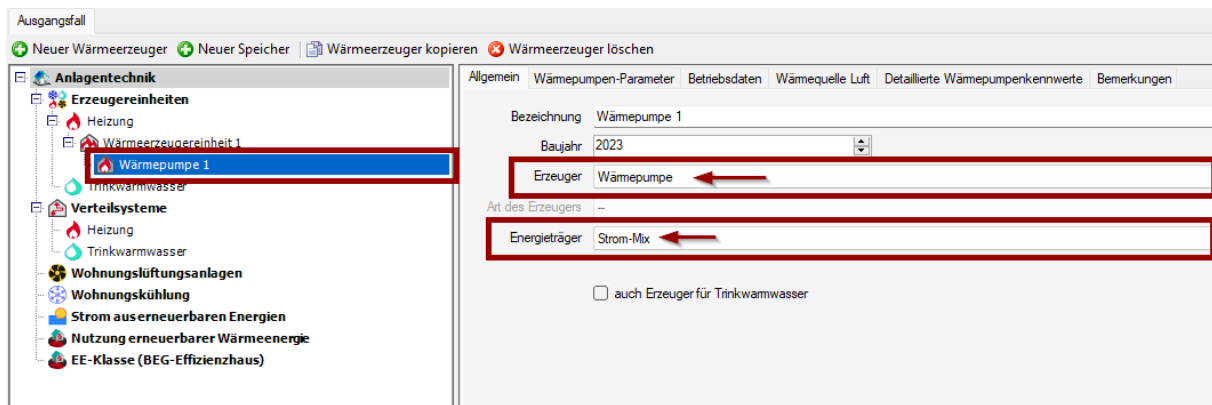 Ausgangsfall
Neuer Wärmeerzeuger Neuer Speicher Wärmeerzeuger kopieren Wärmeerzeuger löschen
Anlagentechnik
Erzeugereinheiten
Heizung
Wärmeerzeugereinheit 1
Wärmepumpe 1
Trinkwarmwasser
Verteilsysteme
Heizung
Trinkwarmwasser
Wohnungslüftungsanlagen
Wohnungskühlung
Strom aus erneuerbaren Energien
Nutzung erneuerbarer Wärmeenergie
EE-Klasse (BEG-Effizienzhaus)
Allgemein Wärmepumpen-Parameter Betriebsdaten Wärmequelle Luft Detaillierte Wärmepumpenkennwerte Bemerkungen
Bezeichnung Wärmepumpe 1
Baujahr 2023
Erzeuger Wärmepumpe
Art des Erzeugers --
Energieträger Strom-Mix
auch Erzeuger für Trinkwarmwasser